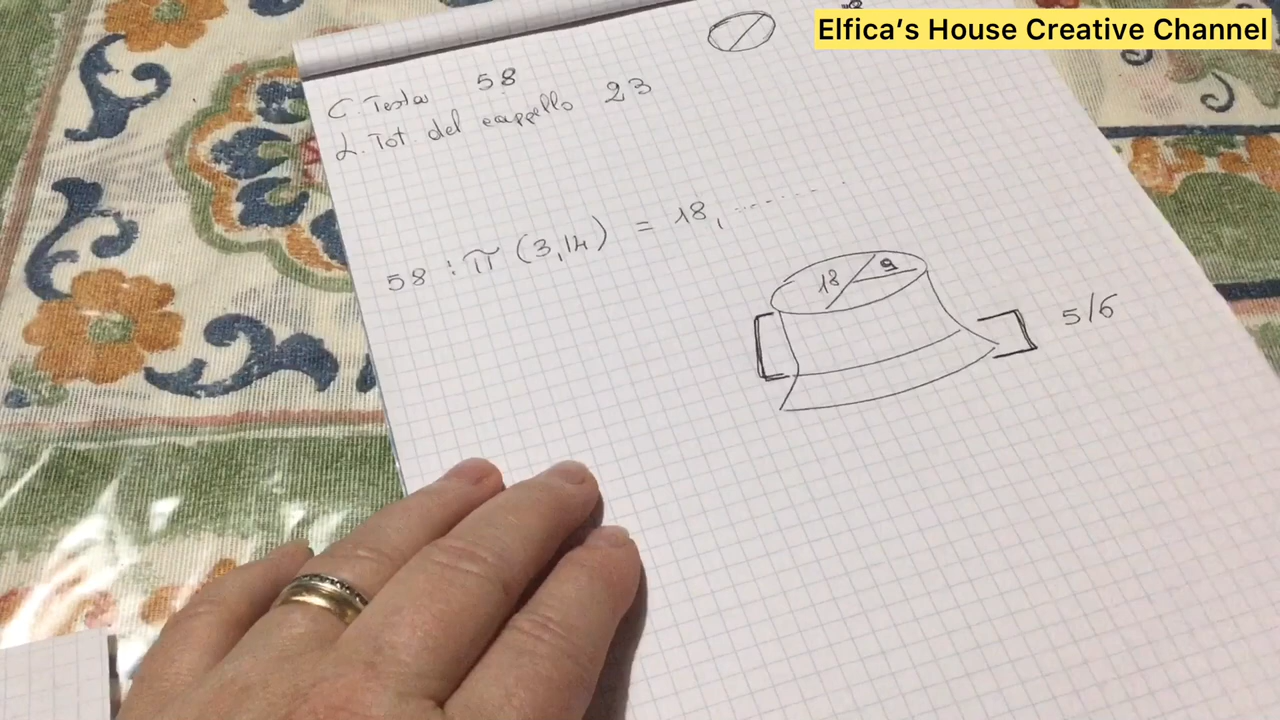 Elfica’s House Creative Channel
C. Testa 58
L. Tot. del cappello 23
58 : π (3,14) = 18, .........
18 9
5/6